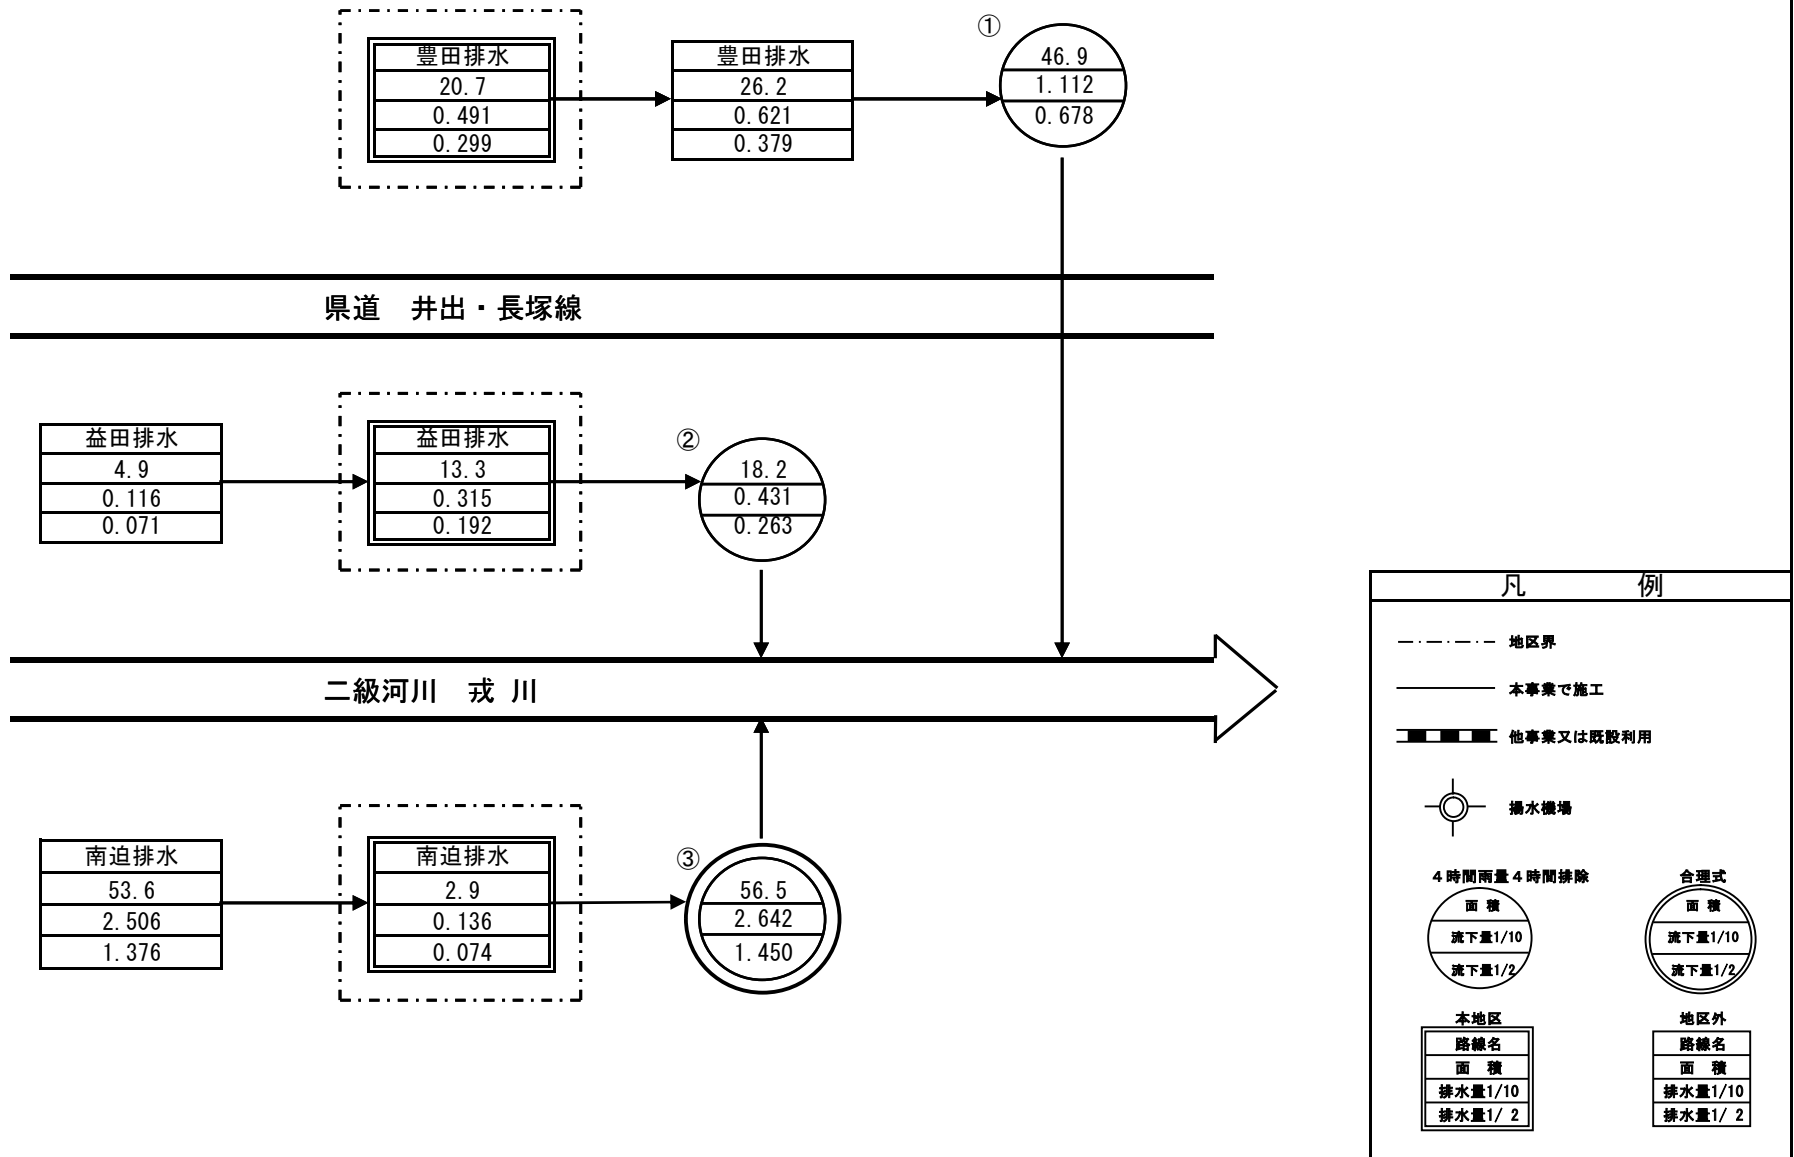 ①
豊田排水
20.7
0.491
0.299
豊田排水
26.2
0.621
0.379
46.9
1.112
0.678
県道　井出・長塚線
益田排水
4.9
0.116
0.071
益田排水
13.3
0.315
0.192
②
18.2
0.431
0.263
二級河川　戎 川
南迫排水
53.6
2.506
1.376
南迫排水
2.9
0.136
0.074
③
56.5
2.642
1.450
凡　例
地区界
本事業で施工
他事業又は既設利用
揚水機場
４時間雨量４時間排除
面 積
流下量1/10
流下量1/2
合理式
面 積
流下量1/10
流下量1/2
本地区
路線名
面 積
排水量1/10
排水量1/ 2
地区外
路線名
面 積
排水量1/10
排水量1/ 2